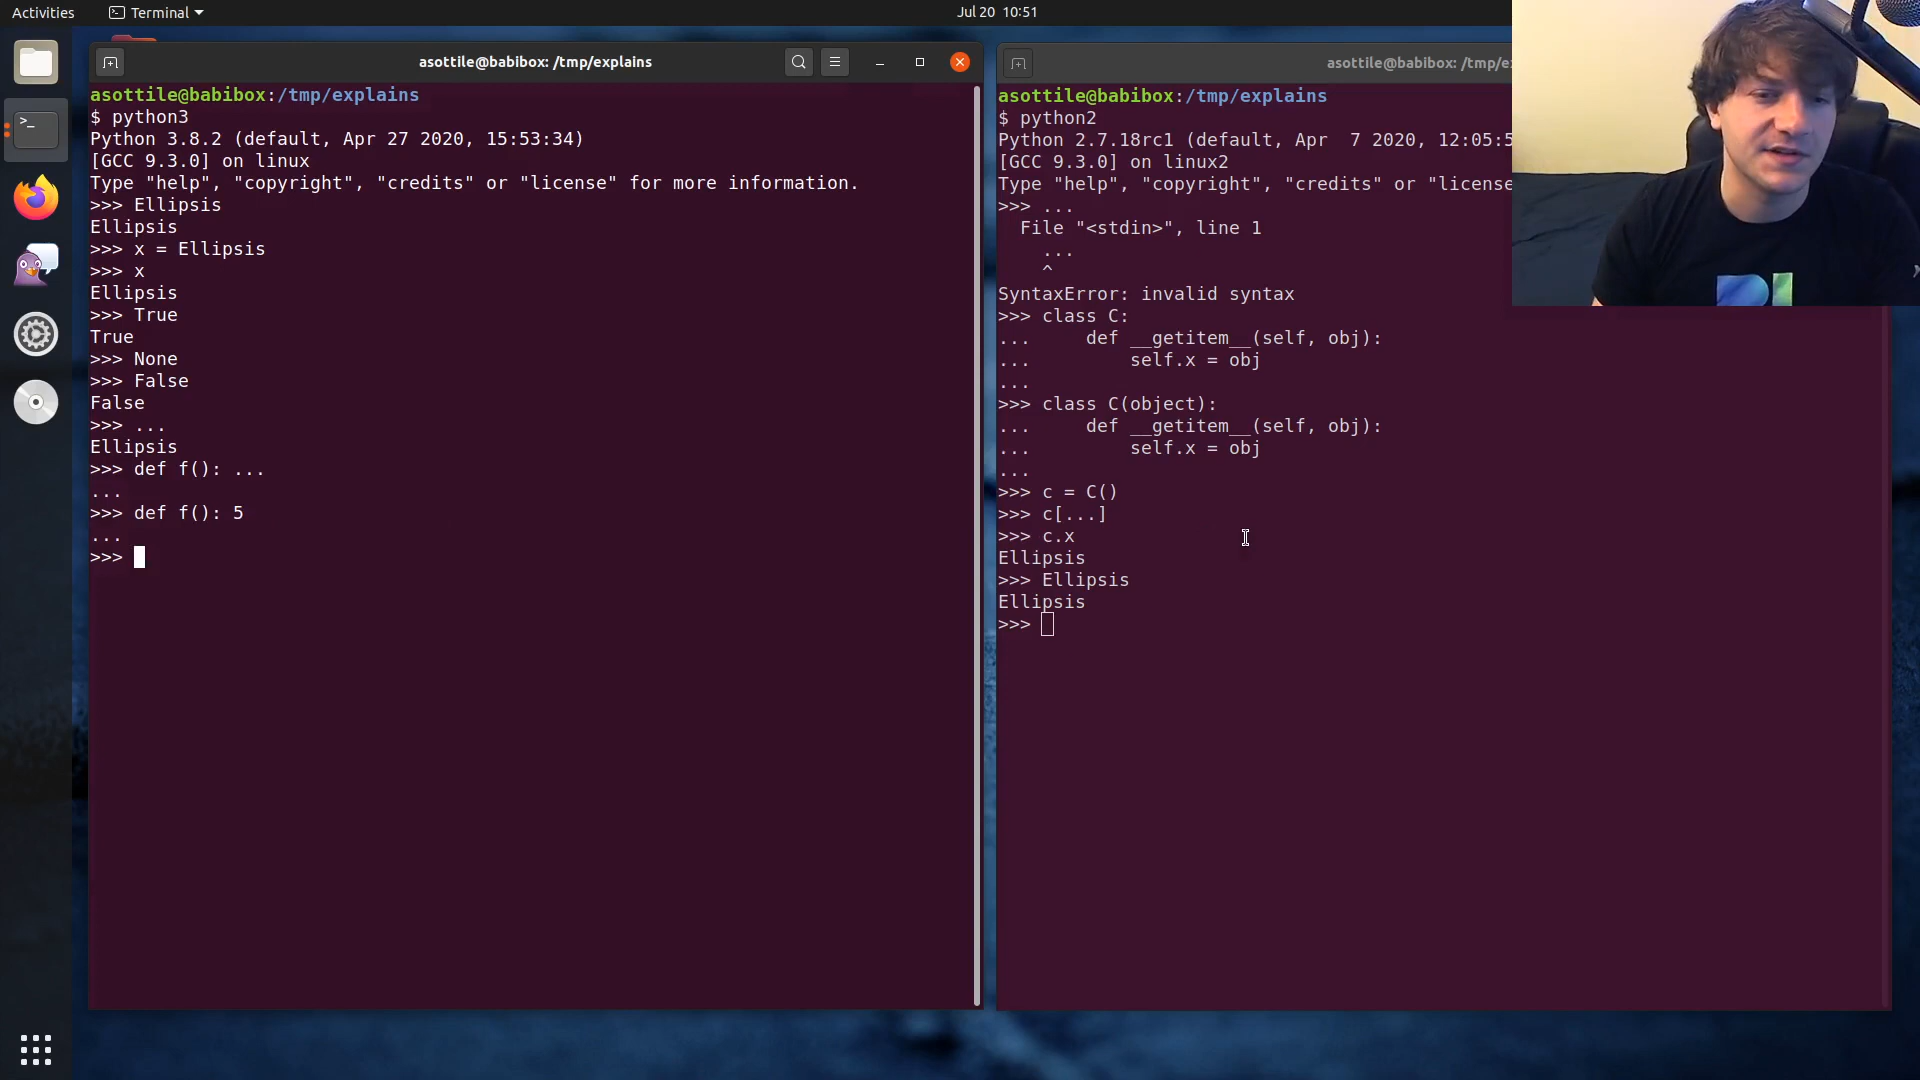 Activities
Terminal
Jul 20 10:51
asottile@babibox: /tmp/explains
asottile@babibox:/tmp/explains
$ python3
Python 3.8.2 (default, Apr 27 2020, 15:53:34)
[GCC 9.3.0] on linux
Type "help", "copyright", "credits" or "license" for more information.
>>> Ellipsis
Ellipsis
>>> x = Ellipsis
>>> x
Ellipsis
>>> True
True
>>> None
>>> False
False
>>> ...
Ellipsis
>>> def f(): ...
...
>>> def f(): 5
...
>>>
asottile@babibox: /tmp/e
asottile@babibox:/tmp/explains
$ python2
Python 2.7.18rc1 (default, Apr  7 2020, 12:05:5
[GCC 9.3.0] on linux2
Type "help", "copyright", "credits" or "license
>>> ...
  File "<stdin>", line 1
    ...
    ^
SyntaxError: invalid syntax
>>> class C:
...     def __getitem__(self, obj):
...         self.x = obj
...
>>> class C(object):
...     def __getitem__(self, obj):
...         self.x = obj
...
>>> c = C()
>>> c[...]
>>> c.x
Ellipsis
>>> Ellipsis
Ellipsis
>>>